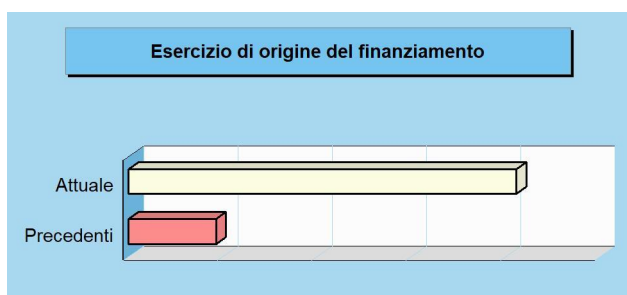 Esercizio di origine del finanziamento
Attuale
Precedenti